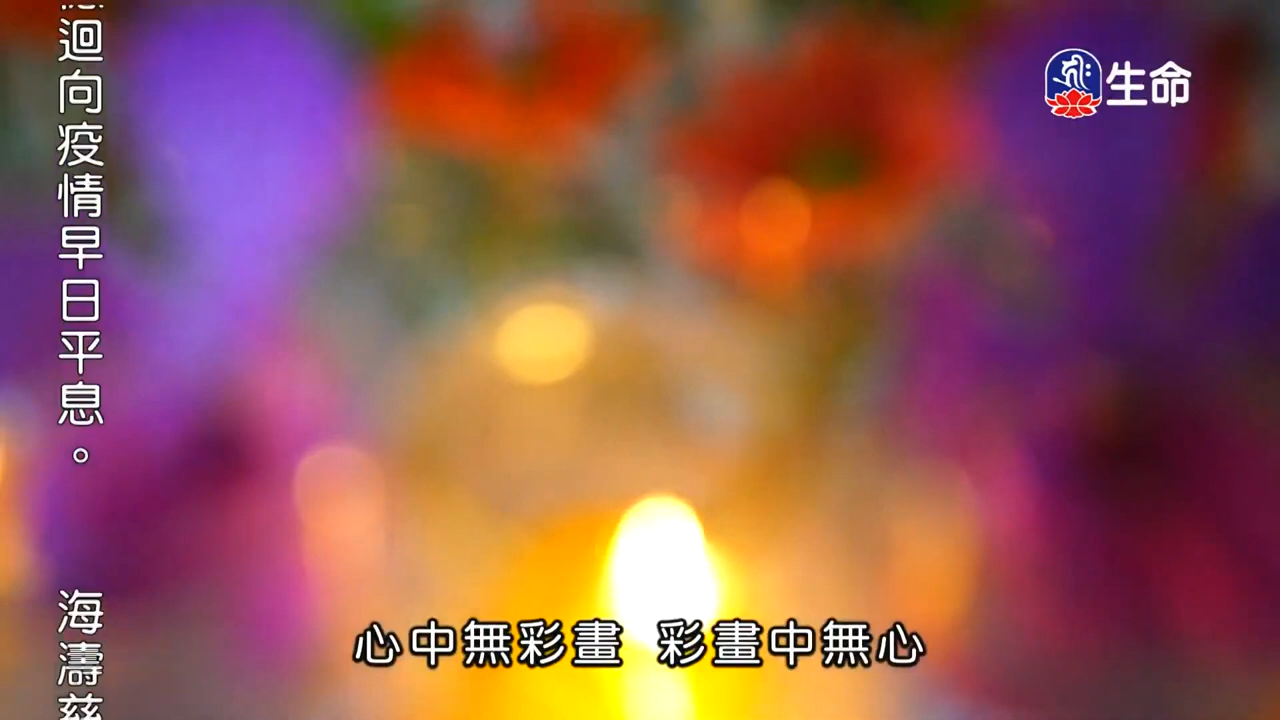 迴向疫情早日平息。
海濤慈
生命
心中無彩畫 彩畫中無心